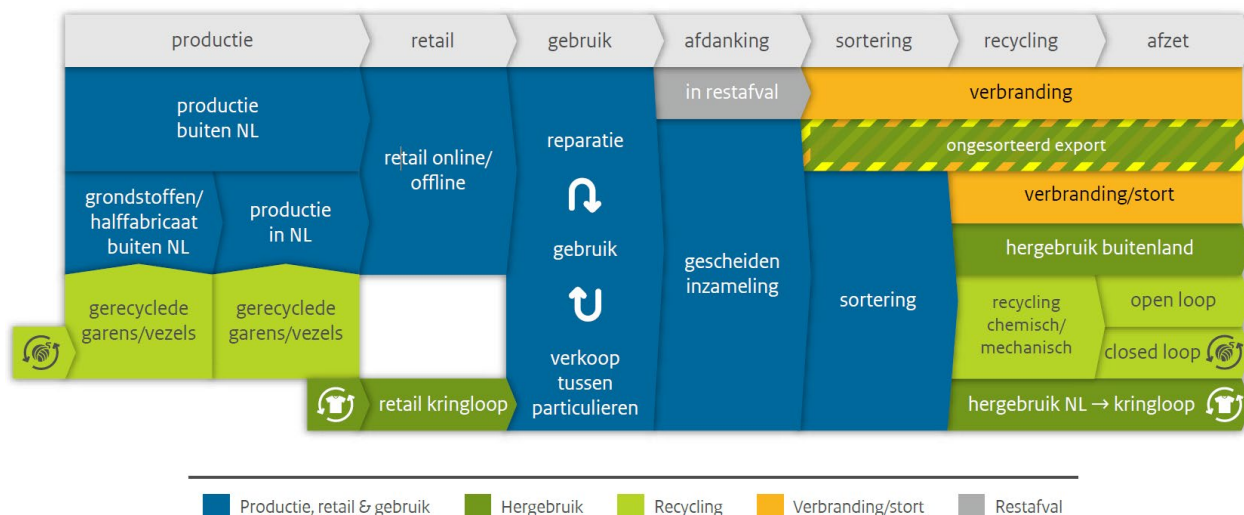 productie
retail
gebruik
afdanking
sortering
recycling
afzet
productie
buiten NL
grondstoffen/
halffabricaat
buiten NL
productie
in NL
gerecyclede
garens/vezels
gerecyclede
garens/vezels
retail online/
offline
retail kringloop
reparatie
gebruik
verkoop
tussen
particulieren
in restafval
gescheiden
inzameling
verbranding
ongesorteerd export
sortering
verbranding/stort
hergebruik buitenland
recycling
chemisch/
mechanisch
open loop
closed loop
hergebruik NL → kringloop
Productie, retail & gebruik
Hergebruik
Recycling
Verbranding/stort
Restafval